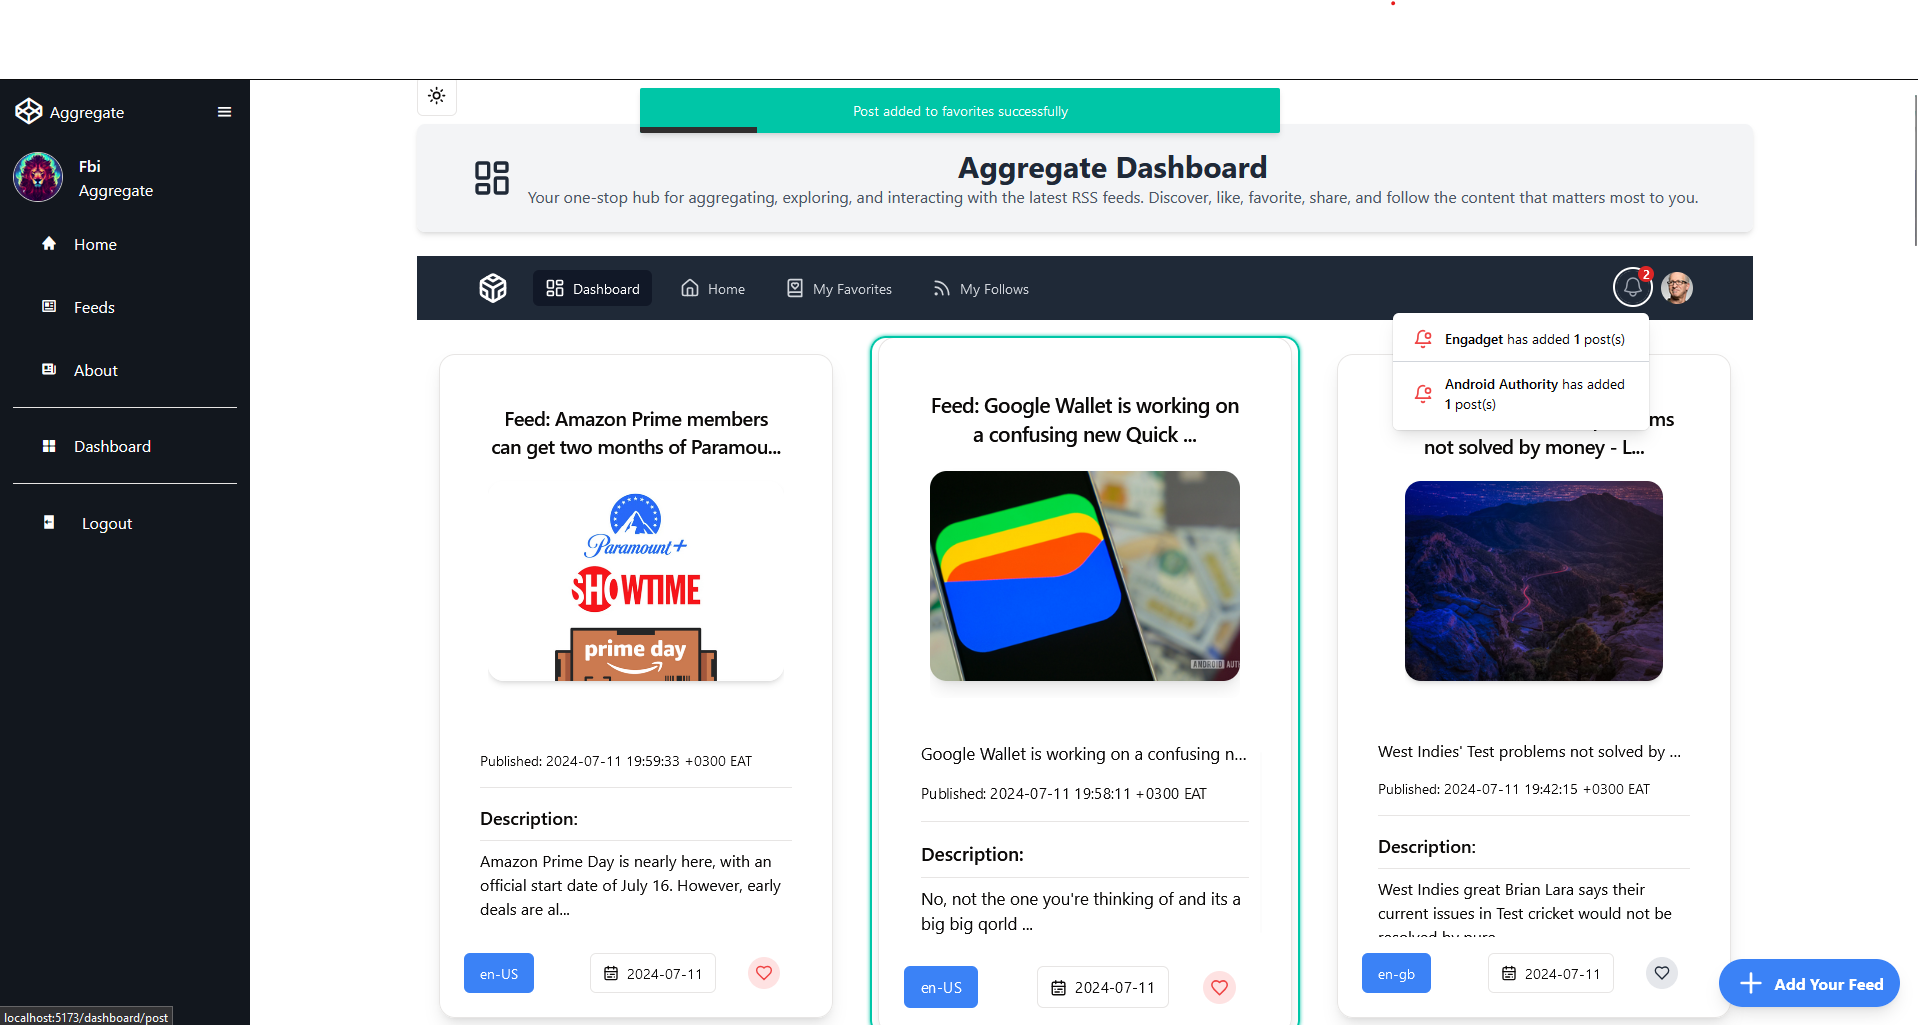 Aggregate
Fbi
Aggregate
Home
Feeds
About
Dashboard
Logout
localhost:5173/dashboard/post
Post added to favorites successfully
Aggregate Dashboard
Your one-stop hub for aggregating, exploring, and interacting with the latest RSS feeds. Discover, like, favorite, share, and follow the content that matters most to you.
Dashboard
Home
My Favorites
My Follows
2
Engadget has added 1 post(s)
Android Authority has added
1 post(s)
Feed: Amazon Prime members
can get two months of Paramou...
Paramount+
SHOWTIME
prime day
Published: 2024-07-11 19:59:33 +0300 EAT
Description:
Amazon Prime Day is nearly here, with an
official start date of July 16. However, early
deals are al...
en-US
2024-07-11
Feed: Google Wallet is working on
a confusing new Quick ...
ANDROID AUTH
Google Wallet is working on a confusing n...
Published: 2024-07-11 19:58:11 +0300 EAT
Description:
No, not the one you're thinking of and its a
big big qorld ...
en-US
2024-07-11
not solved by money - L...
West Indies' Test problems not solved by ...
Published: 2024-07-11 19:42:15 +0300 EAT
Description:
West Indies great Brian Lara says their
current issues in Test cricket would not be
resolved by pure
en-gb
2024-07-11
Add Your Feed